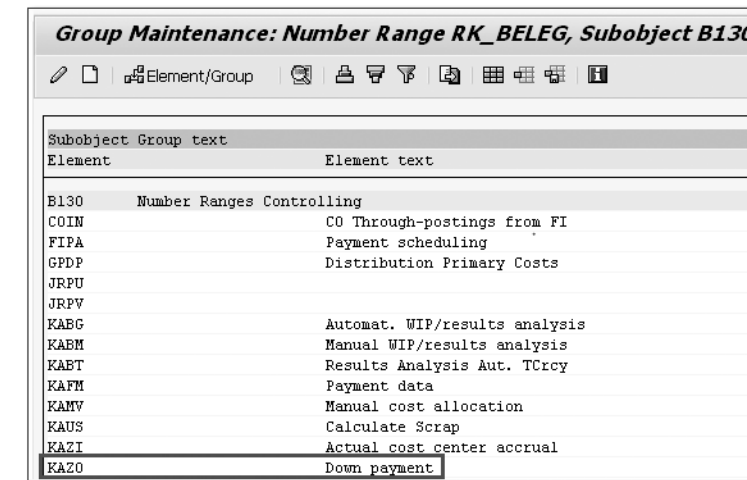 Group Maintenance: Number Range RK_BELEG, Subobject B130
Element/Group
Subobject Group text
Element Element text
B130 Number Ranges Controlling
COIN CO Through-postings from FI
FIPA Payment scheduling
GPDP Distribution Primary Costs
JRPU
JRPV
KABG Automat. WIP/results analysis
KABM Manual WIP/results analysis
KABT Results Analysis Aut. TCrcy
KAFM Payment data
KAMV Manual cost allocation
KAUS Calculate Scrap
KAZI Actual cost center accrual
KAZO Down payment